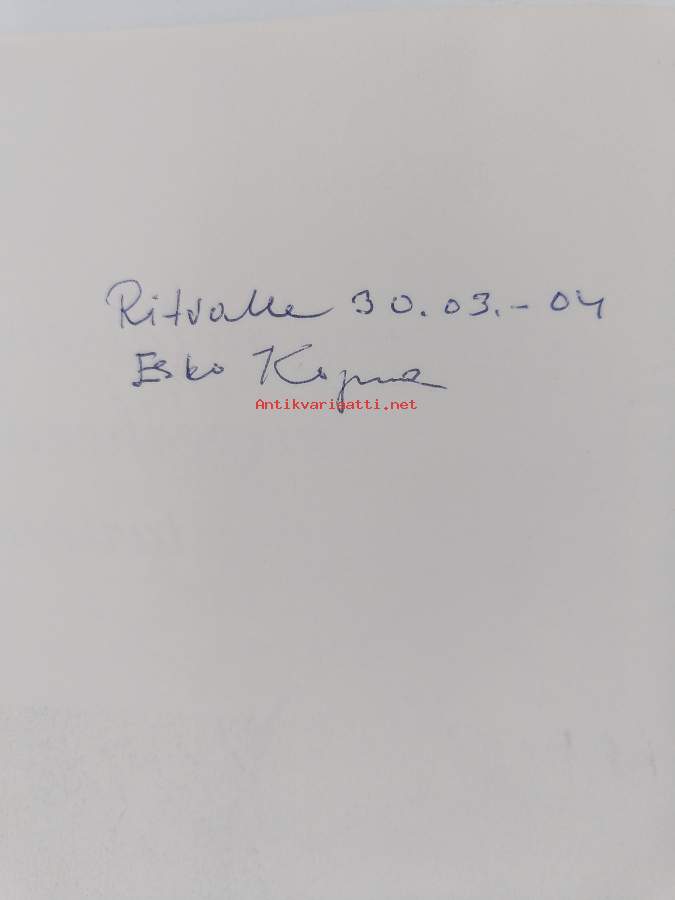 Ritvalle 30.03.-04
Esko
Antikvariaatti.net